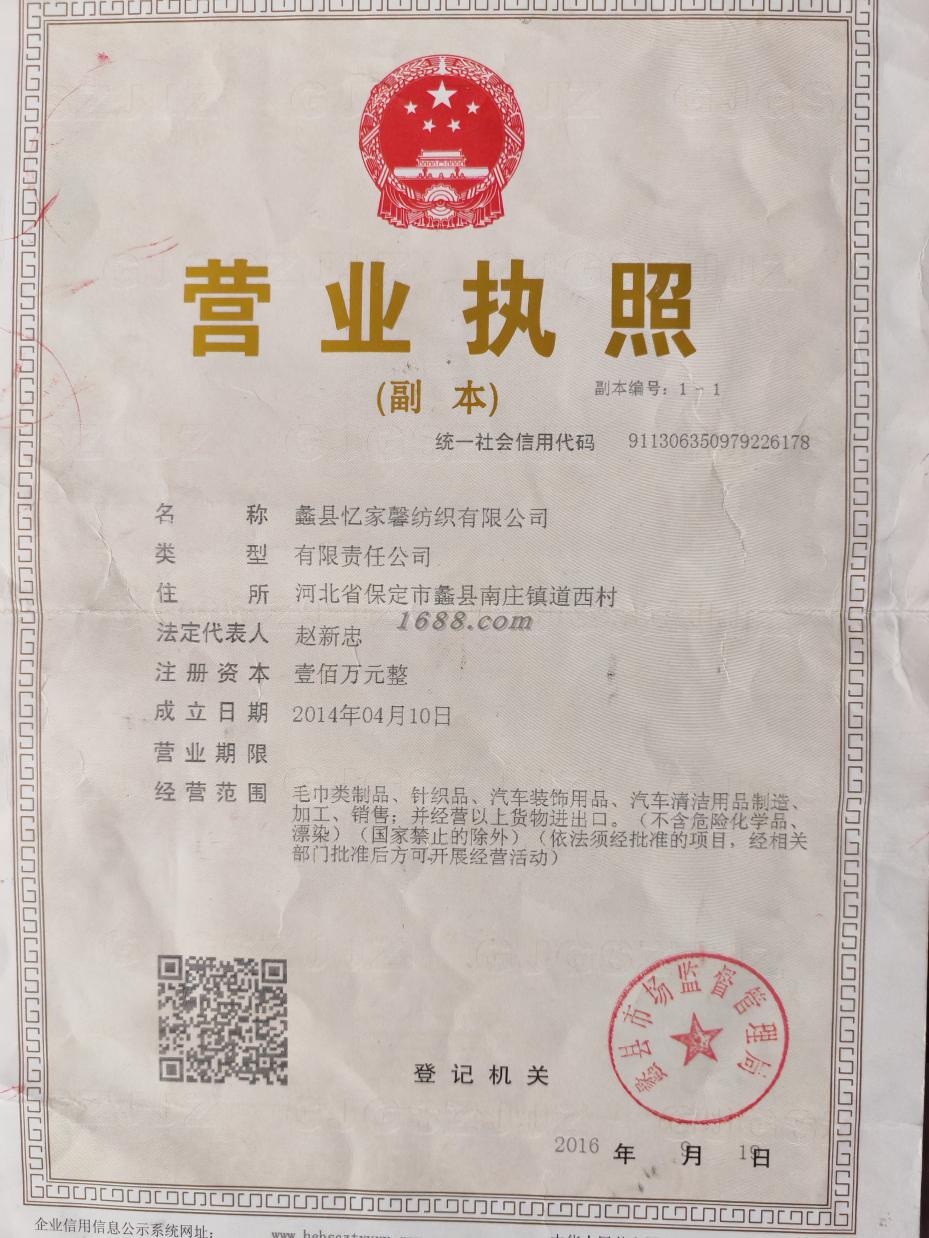 营业执照
(副 本)
副本编号：1－1
统一社会信用代码 911306350979226178
名称 蠡县忆家馨纺织有限公司
类型 有限责任公司
住所 河北省保定市蠡县南庄镇道西村
1688.com
法定代表人 赵新忠
注册资本 壹佰万元整
成立日期 2014年04月10日
营业期限
经营范围 毛巾类制品、针织品、汽车装饰用品、汽车清洁用品制造、
加工、销售；并经营以上货物进出口。（不含危险化学品、
漂染）（国家禁止的除外）（依法须经批准的项目，经相关
部门批准后方可开展经营活动）
蠡县市场监督管理局
登记机关
2016 年 9 月 19 日
企业信用信息公示系统网址：